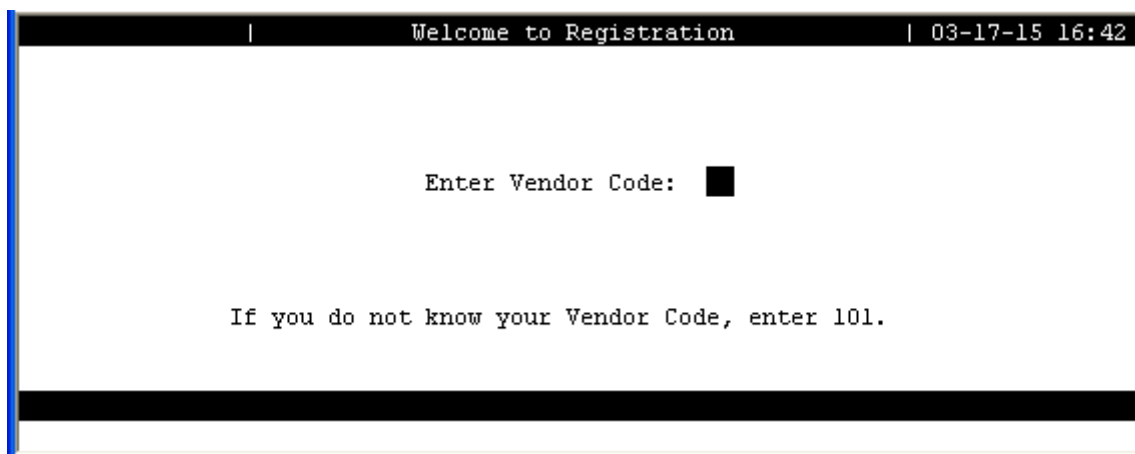 | Welcome to Registration | 03-17-15 16:42
Enter Vendor Code:
If you do not know your Vendor Code, enter 101.